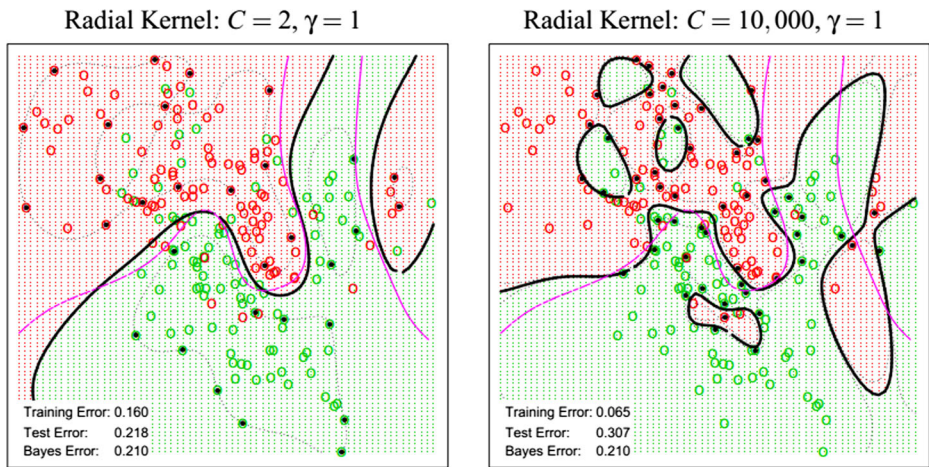 Radial Kernel: C = 2, γ = 1
Radial Kernel: C = 10,000, γ = 1
Training Error: 0.160
Test Error: 0.218
Bayes Error: 0.210
Training Error: 0.065
Test Error: 0.307
Bayes Error: 0.210